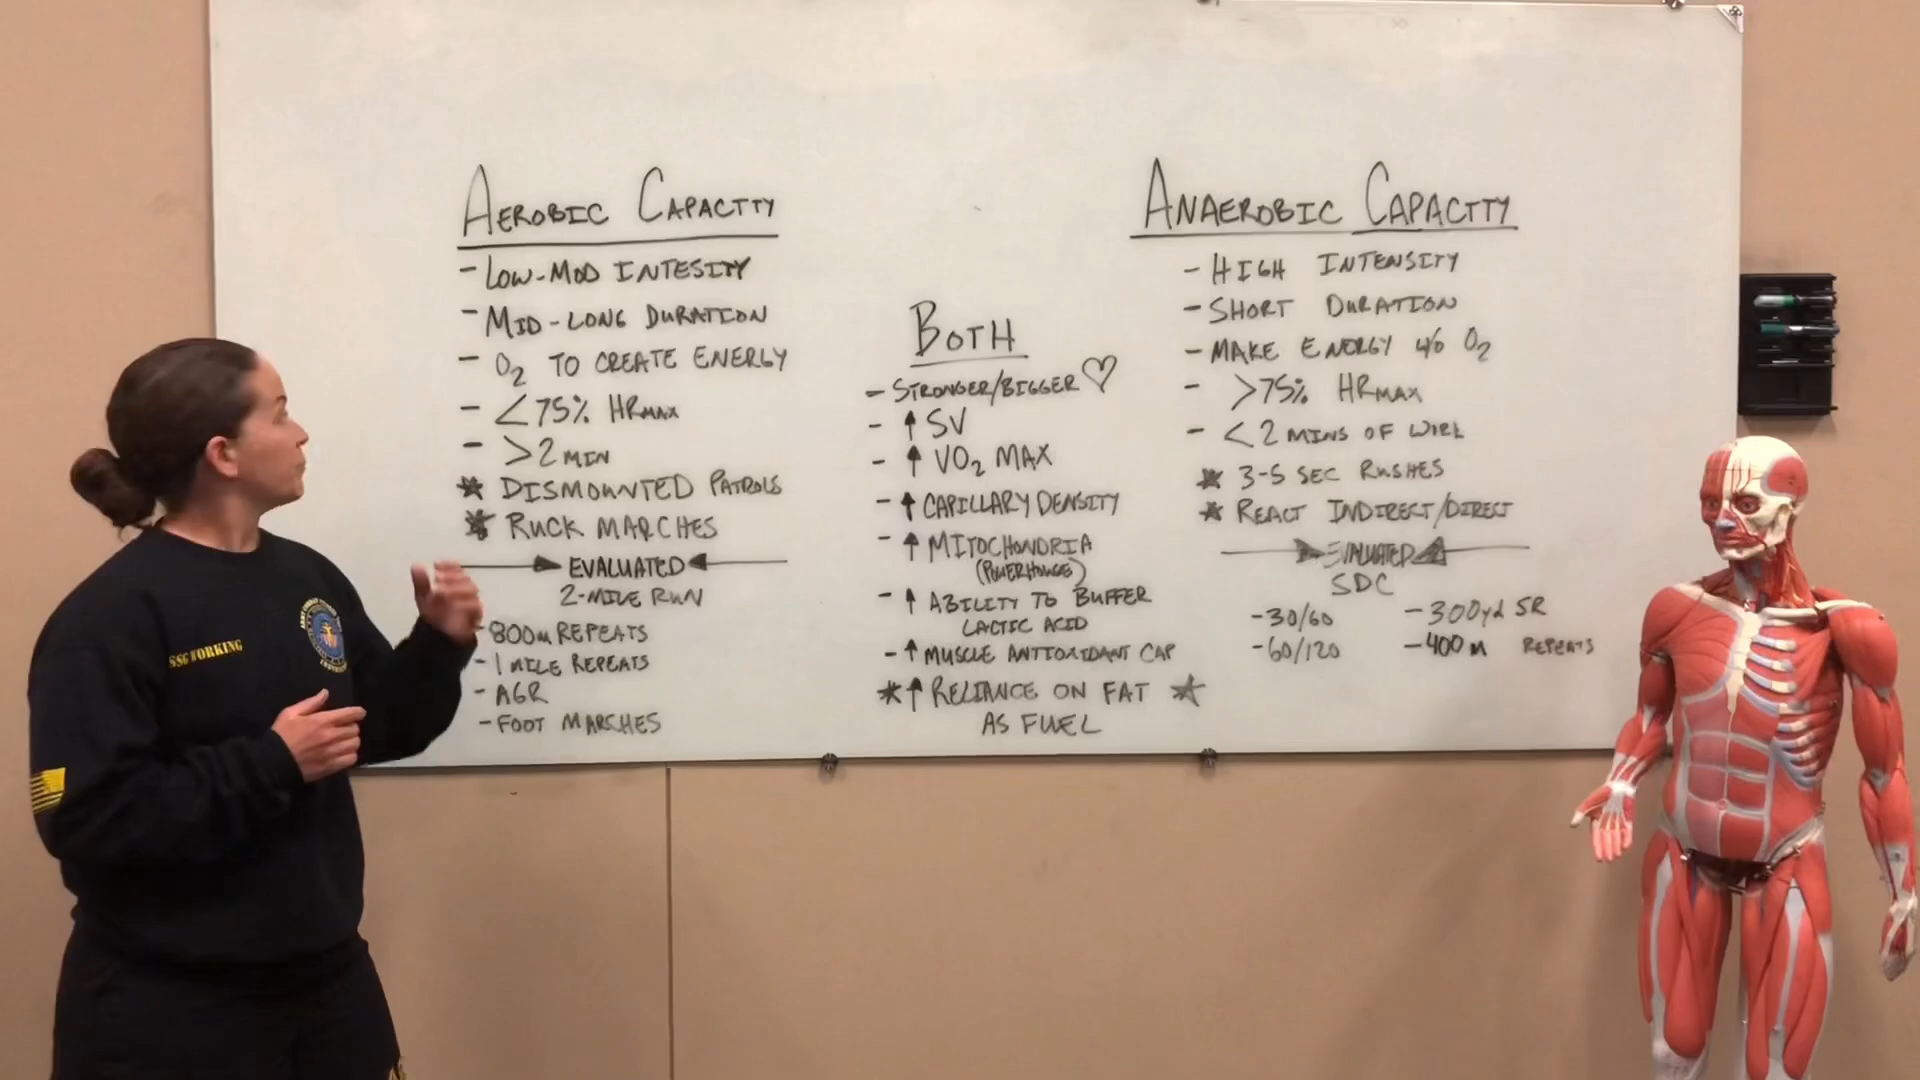 AEROBIC CAPACITY
- LOW-MOD INTESITY
- MID-LONG DURATION
- O2 TO CREATE ENERGY
- <75% HRMAX
- >2 MIN
* DISMOUNTED PATROLS
* RUCK MARCHES
EVALUATED
2-MILE RUN
- 800m REPEATS
- 1 MILE REPEATS
- AGR
- FOOT MARCHES
BOTH
- STRONGER/BIGGER ♡
- ↑ SV
- ↑ VO2 MAX
- ↑ CAPILLARY DENSITY
- ↑ MITOCHONDRIA
(POWERHOUSE)
- ↑ ABILITY TO BUFFER
LACTIC ACID
- ↑ MUSCLE ANTIOXIDANT CAP
* ↑ RELIANCE ON FAT *
AS FUEL
ANAEROBIC CAPACITY
- HIGH INTENSITY
- SHORT DURATION
- MAKE ENERGY W/O O2
- >75% HRMAX
- <2 MINS OF WORK
* 3-5 SEC RUSHES
* REACT INDIRECT/DIRECT
EVALUATED
SDC
- 30/60 - 300yd SR
- 60/120 - 400M REPEATS
SSG WORKING